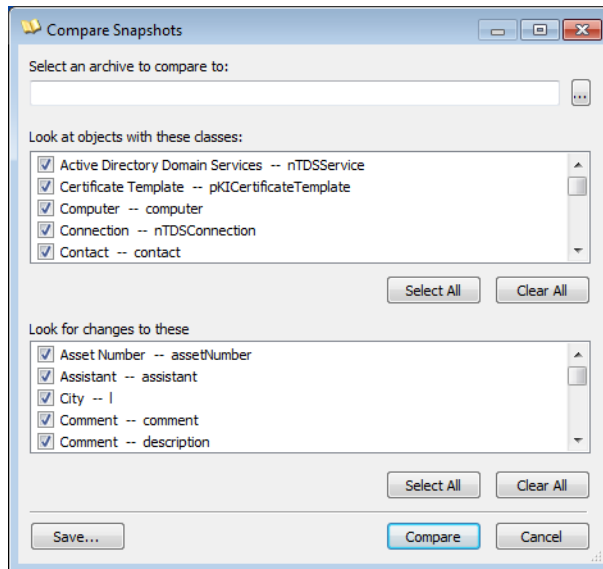 Compare Snapshots
Select an archive to compare to:
...
Look at objects with these classes:
Active Directory Domain Services -- nTDSService
Certificate Template -- pKICertificateTemplate
Computer -- computer
Connection -- nTDSConnection
Contact -- contact
Select All Clear All
Look for changes to these
Asset Number -- assetNumber
Assistant -- assistant
City -- l
Comment -- comment
Comment -- description
Select All Clear All
Save... Compare Cancel